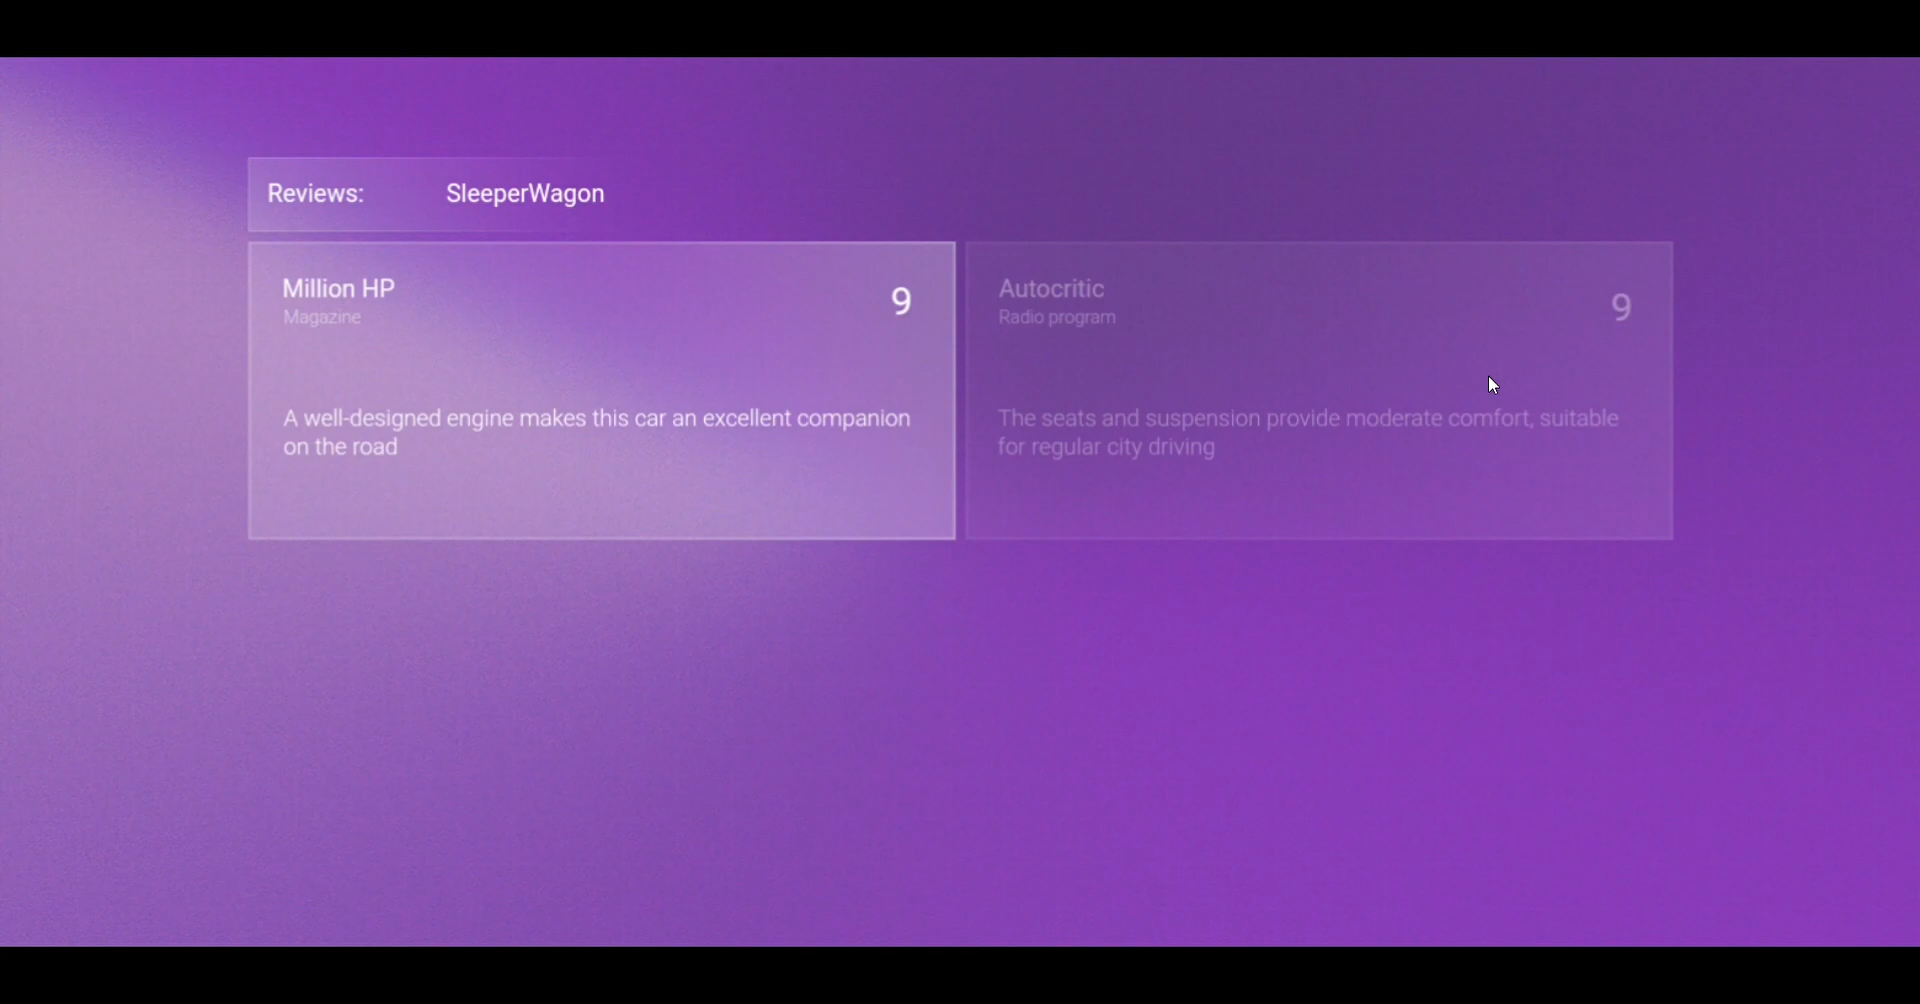 Reviews: SleeperWagon
Million HP
Magazine
9
A well-designed engine makes this car an excellent companion
on the road
Autocritic
Radio program
9
The seats and suspension provide moderate comfort, suitable
for regular city driving